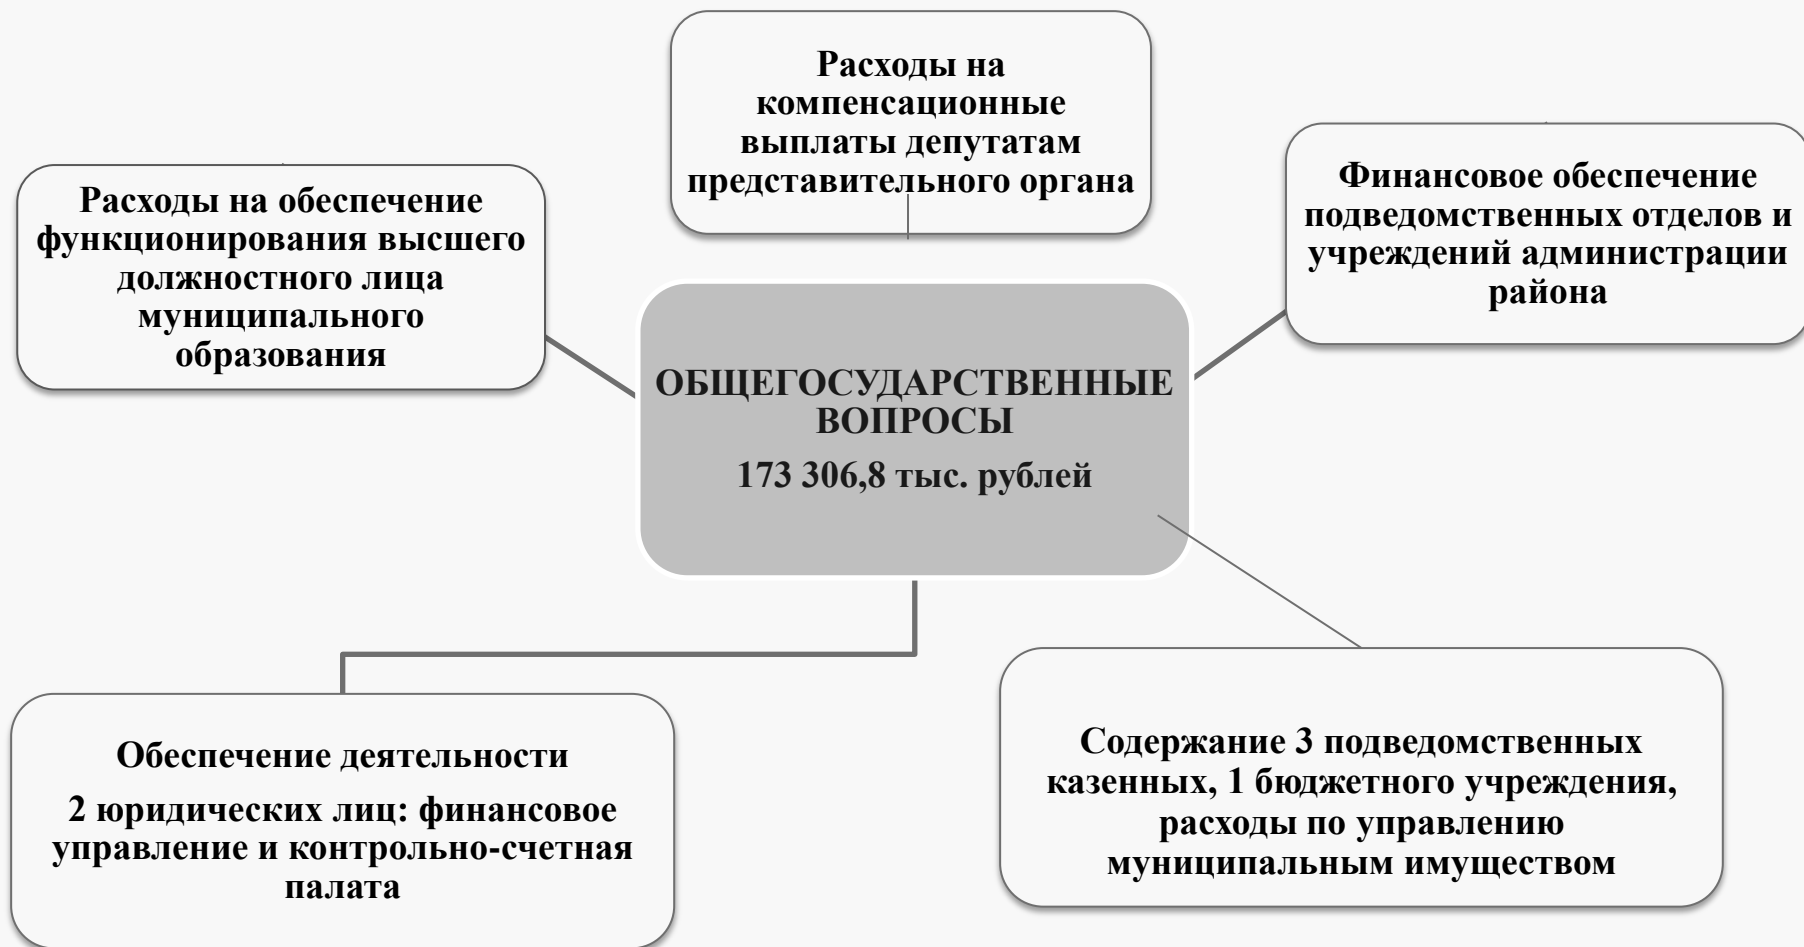 Расходы на
компенсационные
выплаты депутатам
представительного органа
Расходы на обеспечение
функционирования высшего
должностного лица
муниципального
образования
Финансовое обеспечение
подведомственных отделов и
учреждений администрации
района
ОБЩЕГОСУДАРСТВЕННЫЕ
ВОПРОСЫ
173 306,8 тыс. рублей
Обеспечение деятельности
2 юридических лиц: финансовое
управление и контрольно-счетная
палата
Содержание 3 подведомственных
казенных, 1 бюджетного учреждения,
расходы по управлению
муниципальным имуществом